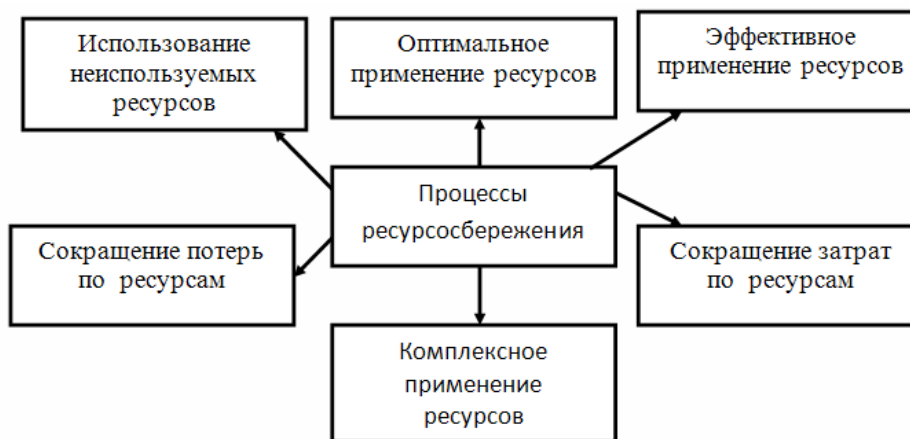 Использование
неиспользуемых
ресурсов
Оптимальное
применение ресурсов
Эффективное
применение ресурсов
Процессы
ресурсосбережения
Сокращение потерь
по ресурсам
Сокращение затрат
по ресурсам
Комплексное
применение
ресурсов